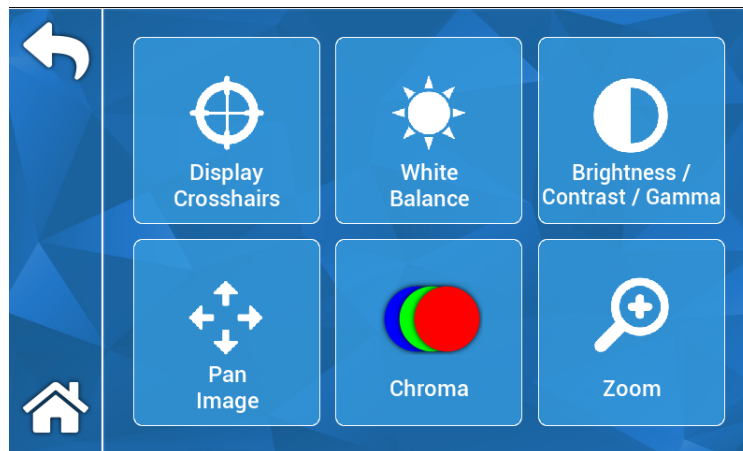 Display
Crosshairs
White
Balance
Brightness /
Contrast / Gamma
Pan
Image
Chroma
Zoom